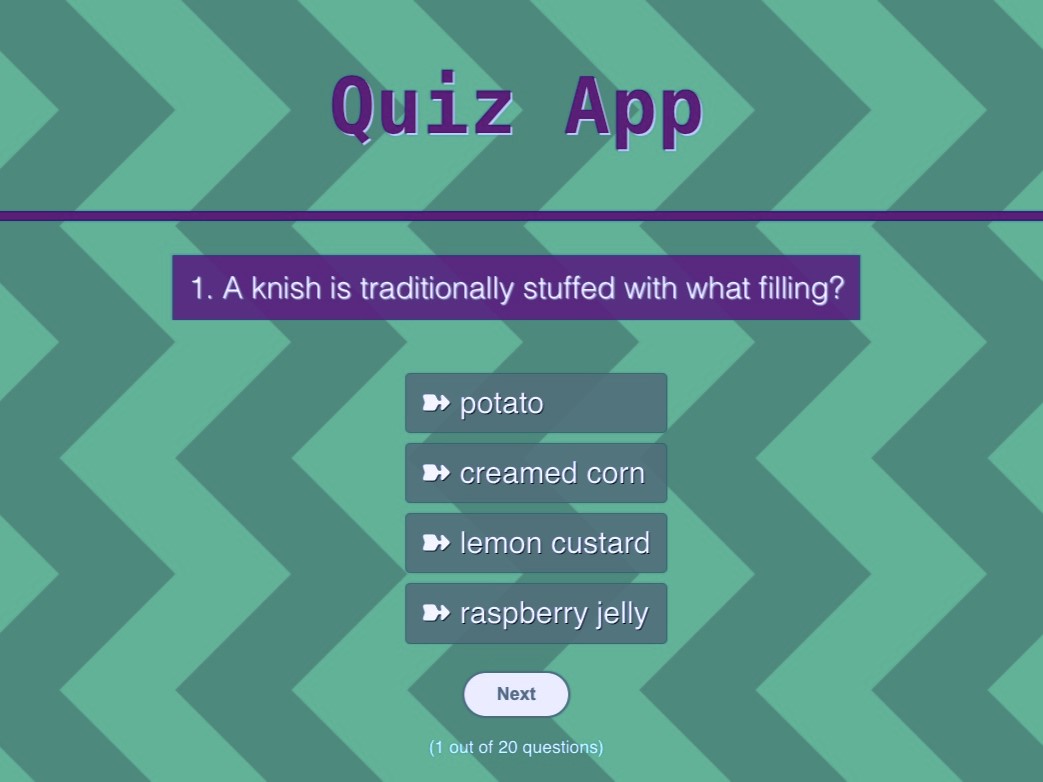 Quiz App
1. A knish is traditionally stuffed with what filling?
➽ potato
➽ creamed corn
➽ lemon custard
➽ raspberry jelly
Next
(1 out of 20 questions)